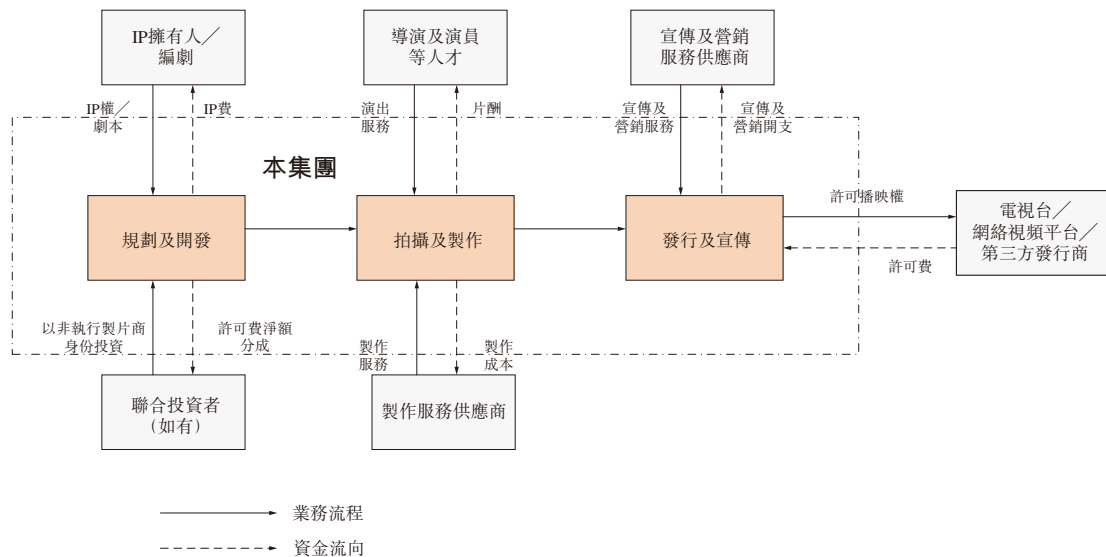 IP擁有人／
編劇
導演及演員
等人才
宣傳及營銷
服務供應商
IP權／
劇本
IP費
演出
服務
片酬
宣傳及
營銷服務
宣傳及
營銷開支
本集團
規劃及開發
拍攝及製作
發行及宣傳
許可播映權
許可費
電視台／
網絡視頻平台／
第三方發行商
以非執行製片商
身份投資
許可費淨額
分成
製作
服務
製作
成本
聯合投資者
（如有）
製作服務供應商
業務流程
資金流向